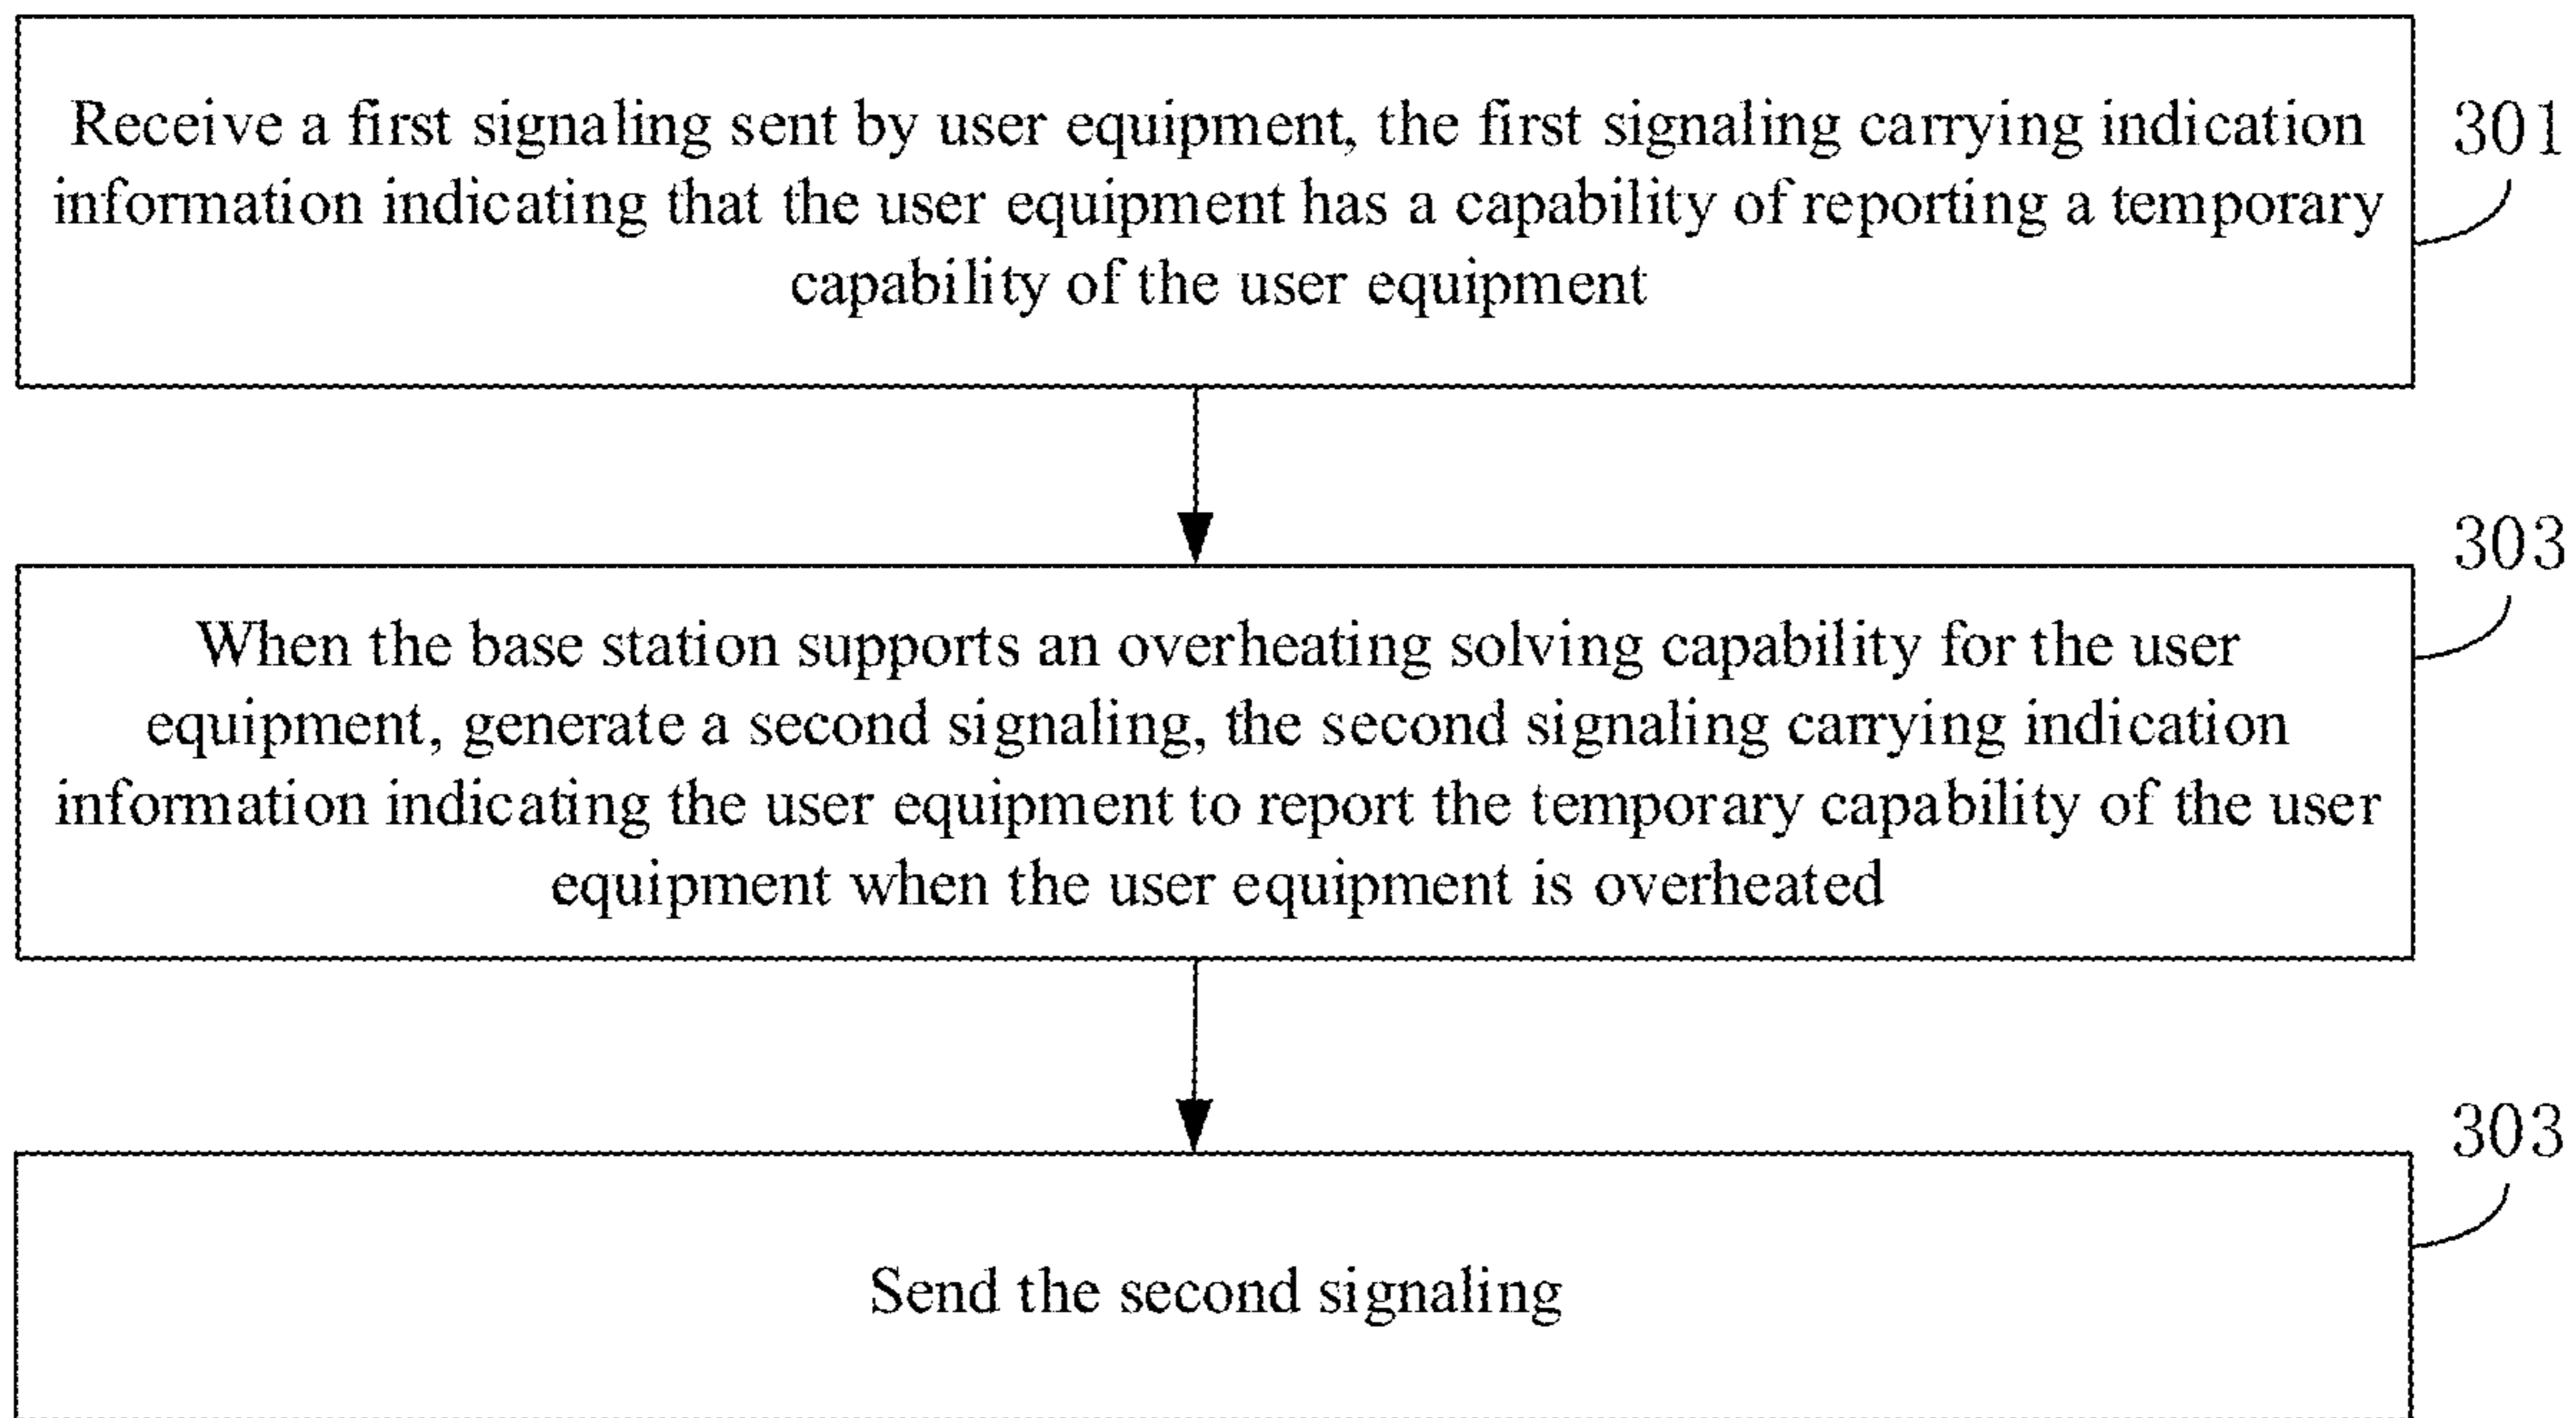 Receive a first signaling sent by user equipment, the first signaling carrying indication
information indicating that the user equipment has a capability of reporting a temporary
capability of the user equipment
301
When the base station supports an overheating solving capability for the user
equipment, generate a second signaling, the second signaling carrying indication
information indicating the user equipment to report the temporary capability of the user
equipment when the user equipment is overheated
303
Send the second signaling
303